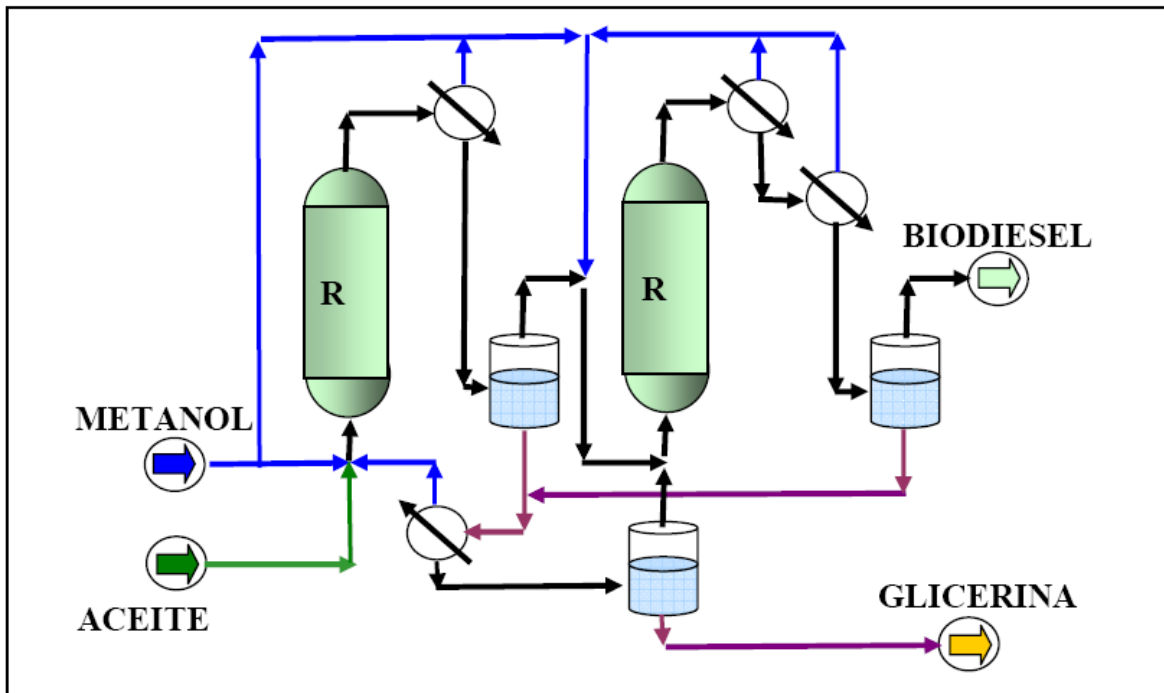 BIODIESEL
R
R
METANOL
GLICERINA
ACEITE